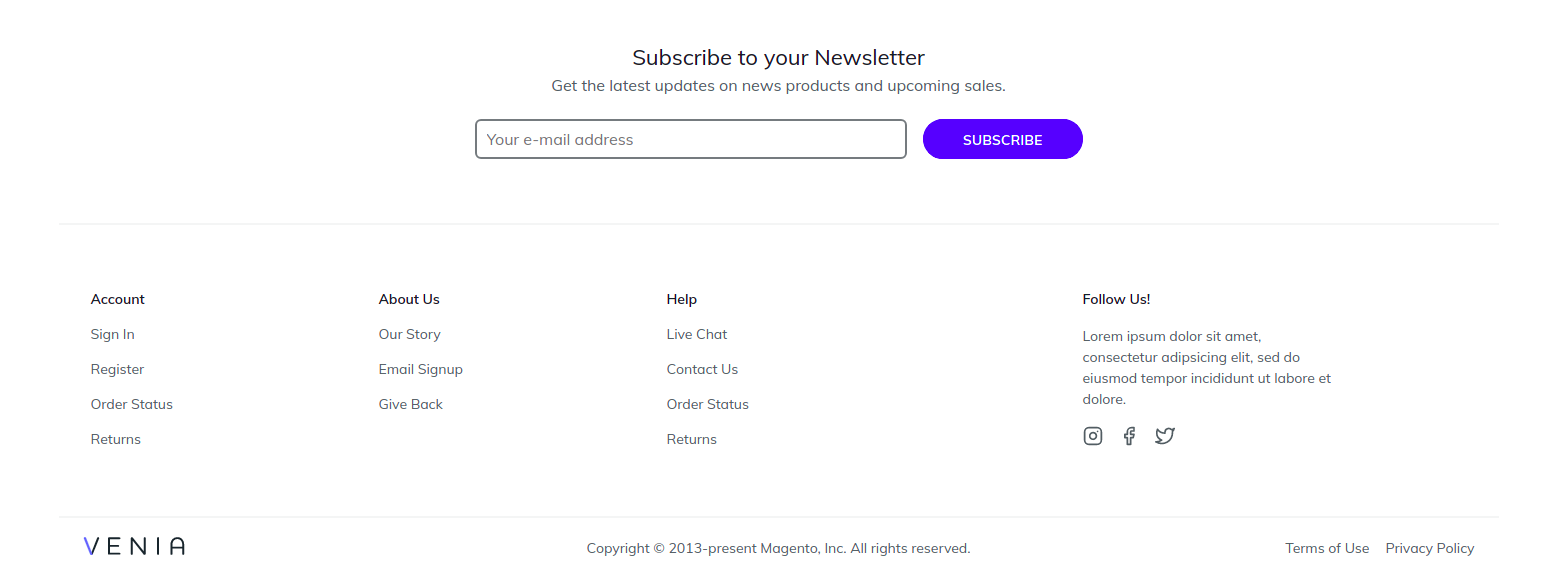 Subscribe to your Newsletter
Get the latest updates on news products and upcoming sales.
Your e-mail address
SUBSCRIBE
Account
Sign In
Register
Order Status
Returns
About Us
Our Story
Email Signup
Give Back
Help
Live Chat
Contact Us
Order Status
Returns
Follow Us!
Lorem ipsum dolor sit amet,
consectetur adipsicing elit, sed do
eiusmod tempor incididunt ut labore et
dolore.
VENIA
Copyright © 2013-present Magento, Inc. All rights reserved.
Terms of Use
Privacy Policy